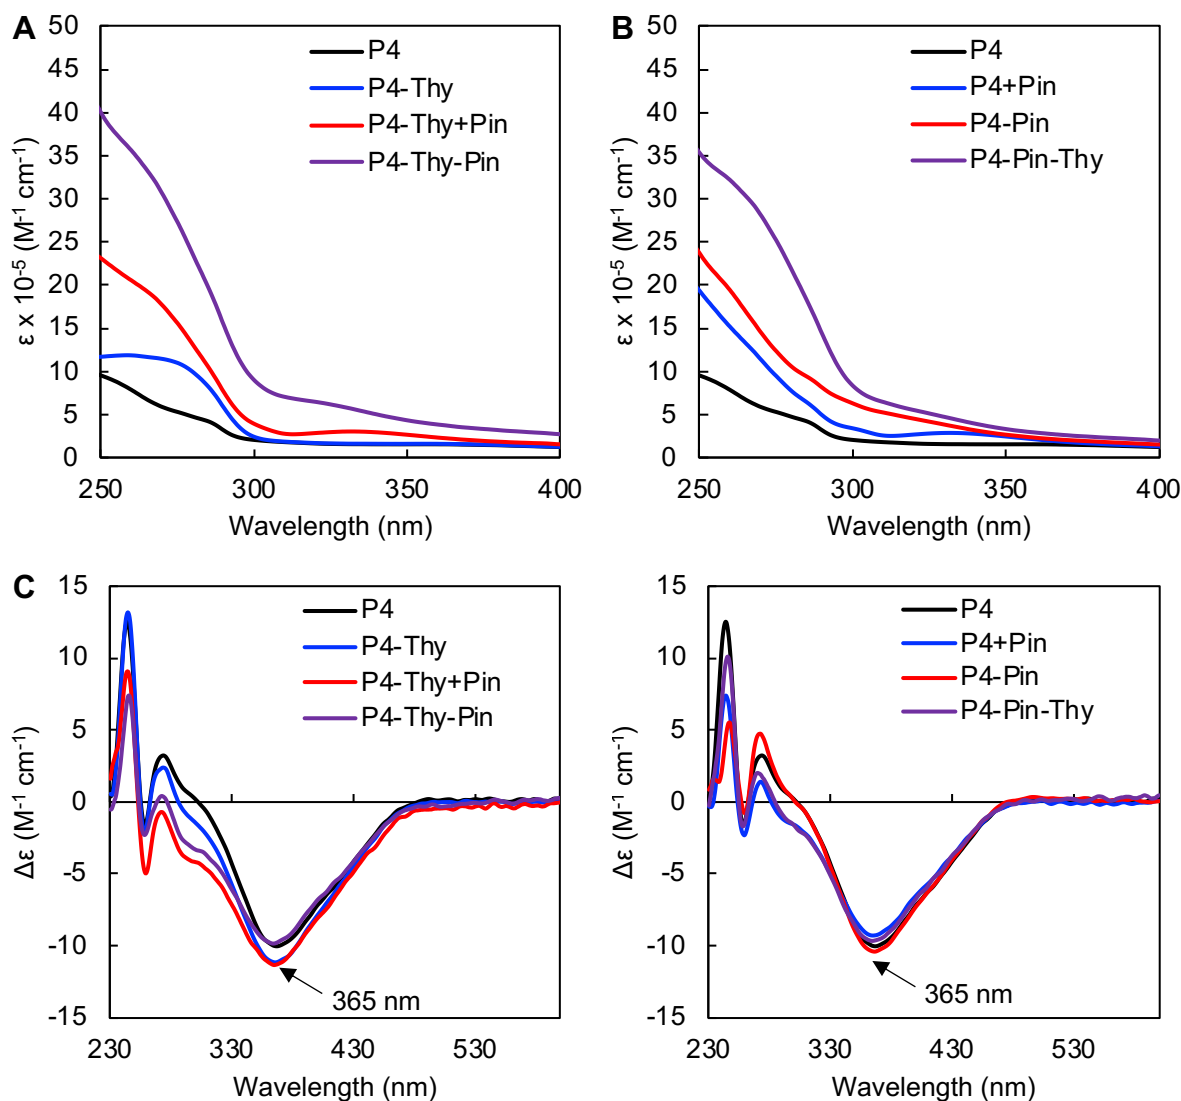 A
50
45
40
35
30
25
20
15
10
5
0
ε x 10⁻⁵ (M⁻¹ cm⁻¹)
P4
P4-Thy
P4-Thy+Pin
P4-Thy-Pin
250 300 350 400
Wavelength (nm)
B
50
45
40
35
30
25
20
15
10
5
0
ε x 10⁻⁵ (M⁻¹ cm⁻¹)
P4
P4+Pin
P4-Pin
P4-Pin-Thy
250 300 350 400
Wavelength (nm)
C
15
10
5
0
-5
-10
-15
Δε (M⁻¹ cm⁻¹)
P4
P4-Thy
P4-Thy+Pin
P4-Thy-Pin
365 nm
230 330 430 530
Wavelength (nm)
15
10
5
0
-5
-10
-15
Δε (M⁻¹ cm⁻¹)
P4
P4+Pin
P4-Pin
P4-Pin-Thy
365 nm
230 330 430 530
Wavelength (nm)